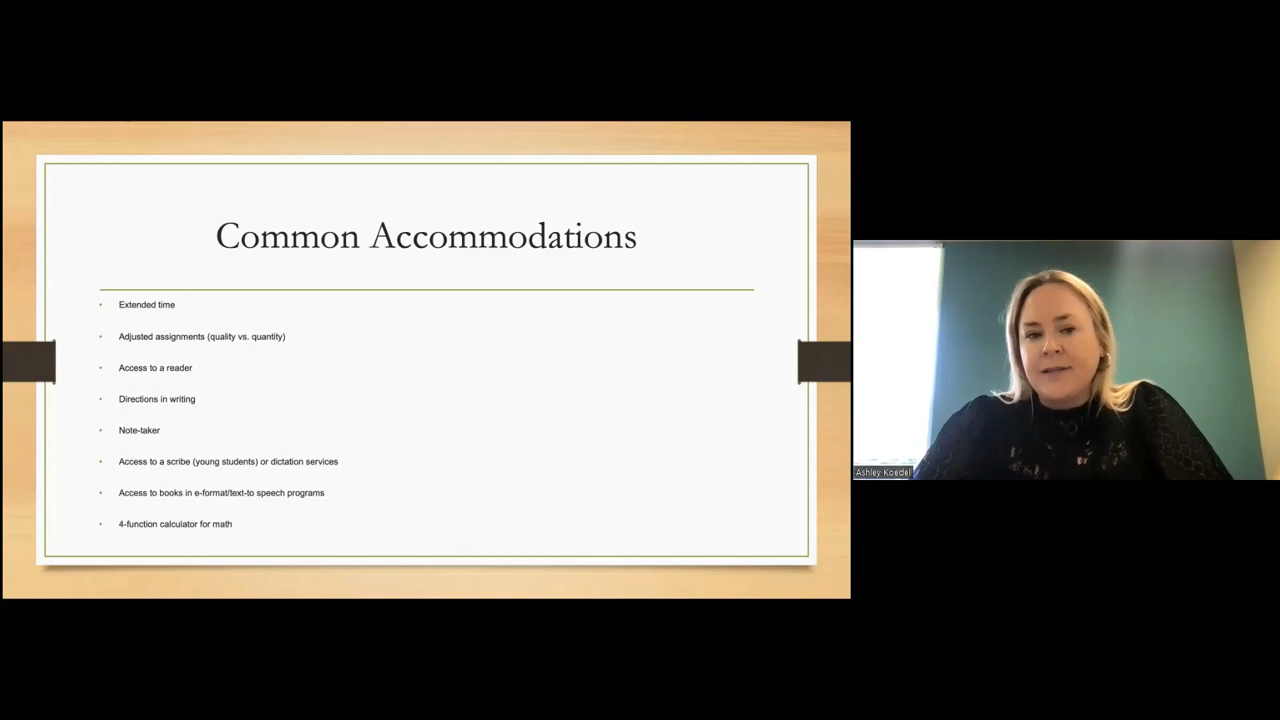 Common Accommodations
Extended time
Adjusted assignments (quality vs. quantity)
Access to a reader
Directions in writing
Note-taker
Access to a scribe (young students) or dictation services
Access to books in e-format/text-to speech programs
4-function calculator for math
Ashley Koedel